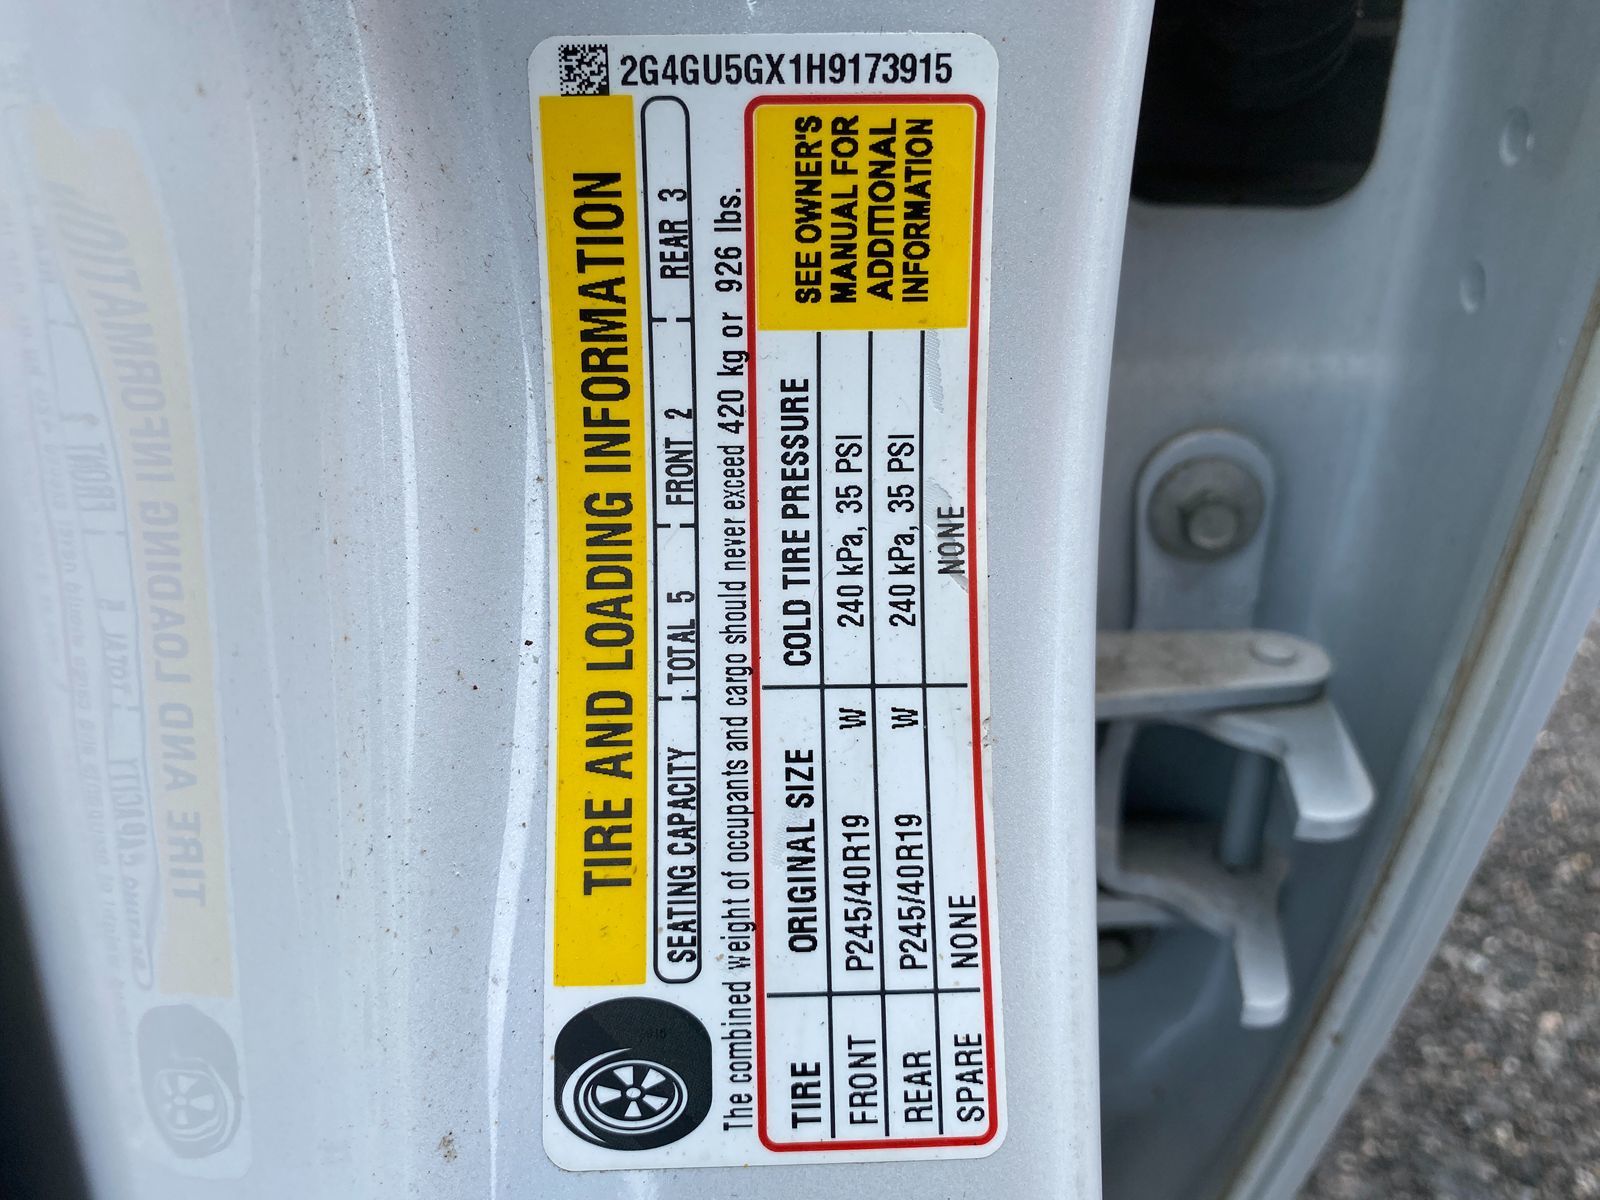 2G4GU5GX1H9173915
TIRE AND LOADING INFORMATION
SEATING CAPACITY TOTAL 5 FRONT 2 REAR 3
The combined weight of occupants and cargo should never exceed 420 kg or 926 lbs.
TIRE ORIGINAL SIZE COLD TIRE PRESSURE
FRONT P245/40R19 W 240 kPa, 35 PSI
REAR P245/40R19 W 240 kPa, 35 PSI
SPARE NONE NONE
SEE OWNER'S
MANUAL FOR
ADDITIONAL
INFORMATION